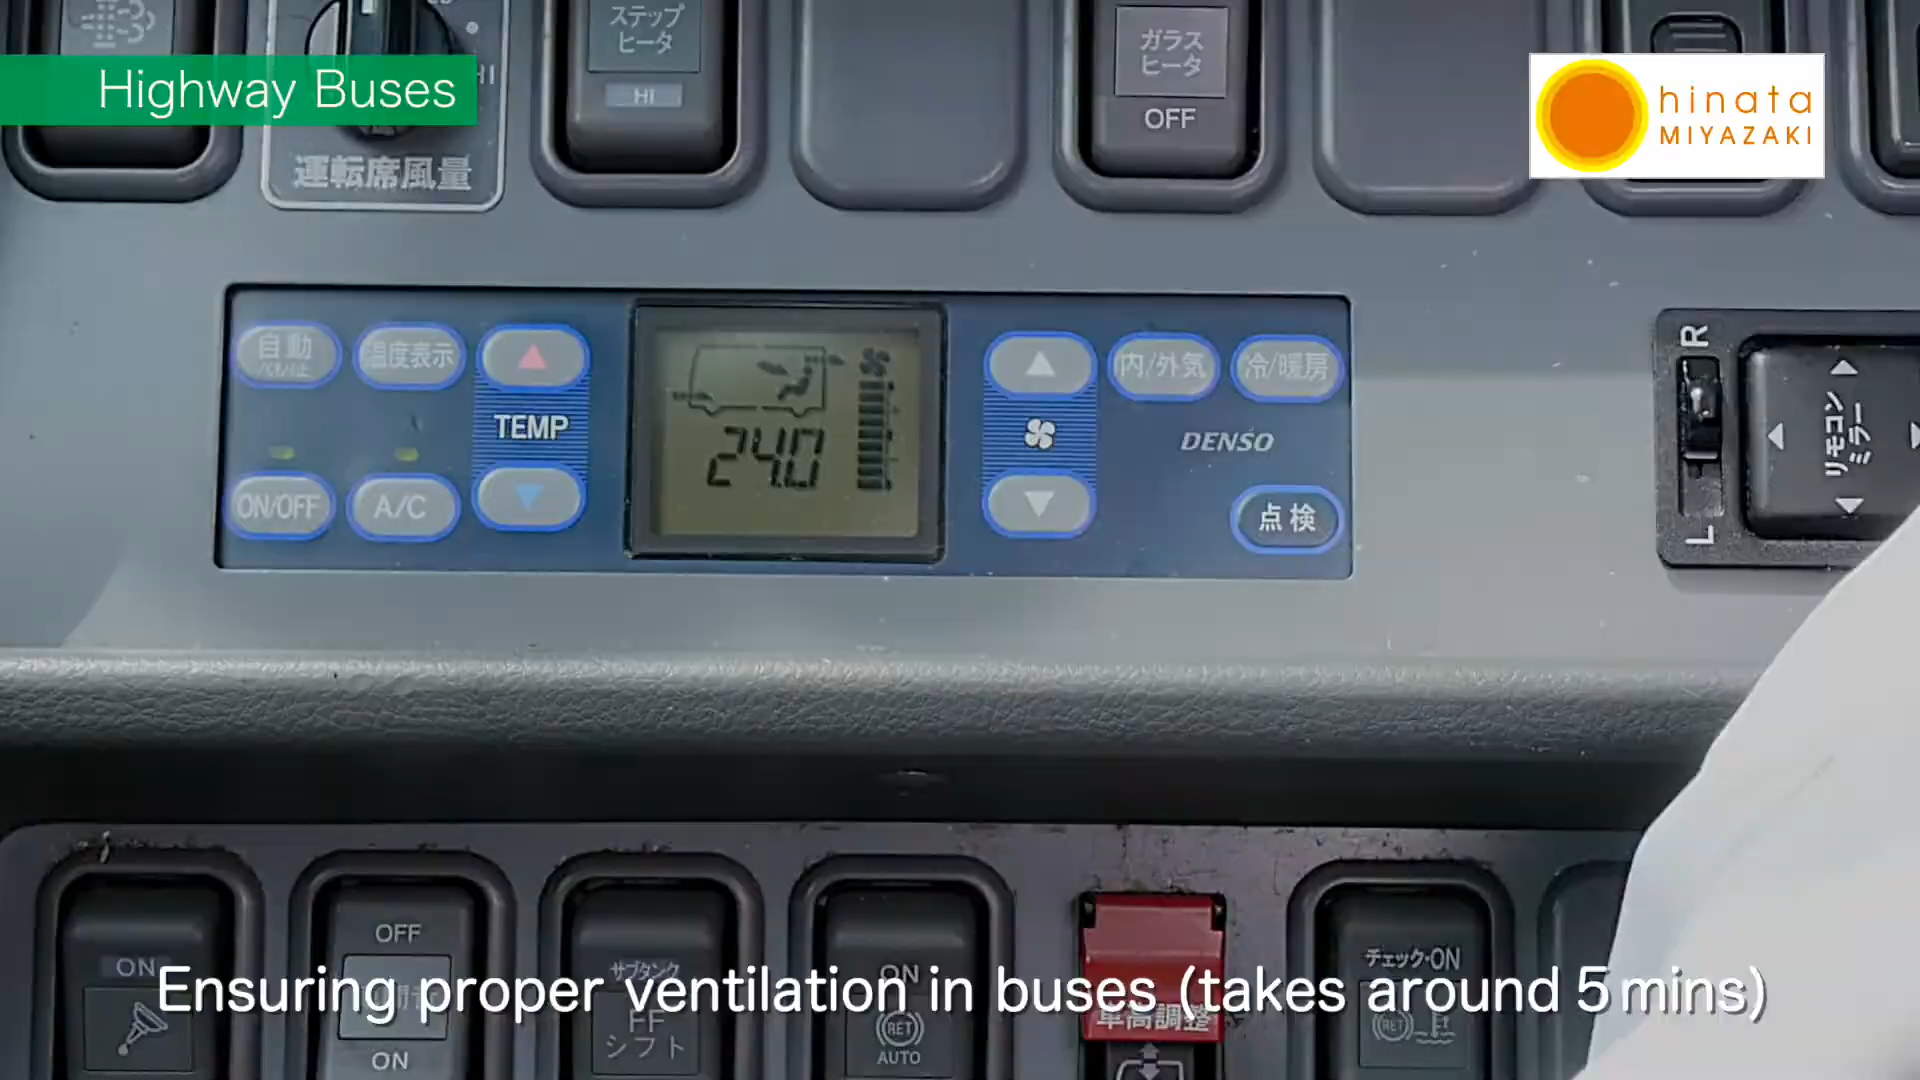 Highway Buses
HI
運転席風量
ステップ
ヒータ
HI
ガラス
ヒータ
OFF
hinata
MIYAZAKI
自動
温度表示
TEMP
ON/OFF
A/C
24.0
内/外気
冷/暖房
DENSO
点検
R
L
リモコン
ミラー
ON
OFF
ON
サブタンク
FF
シフト
ON
RET
AUTO
車高調整
チェック・ON
RET
Ensuring proper ventilation in buses (takes around 5 mins)